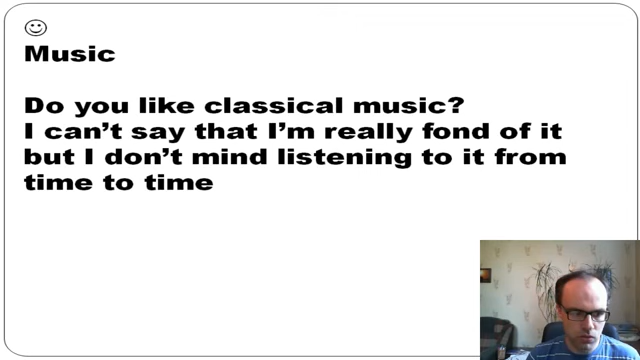 Music
Do you like classical music?
I can't say that I'm really fond of it
but I don't mind listening to it from
time to time